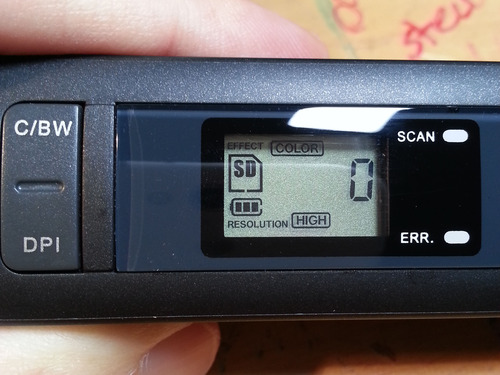 C/BW
DPI
EFFECT COLOR
SD
0
RESOLUTION HIGH
SCAN
ERR.